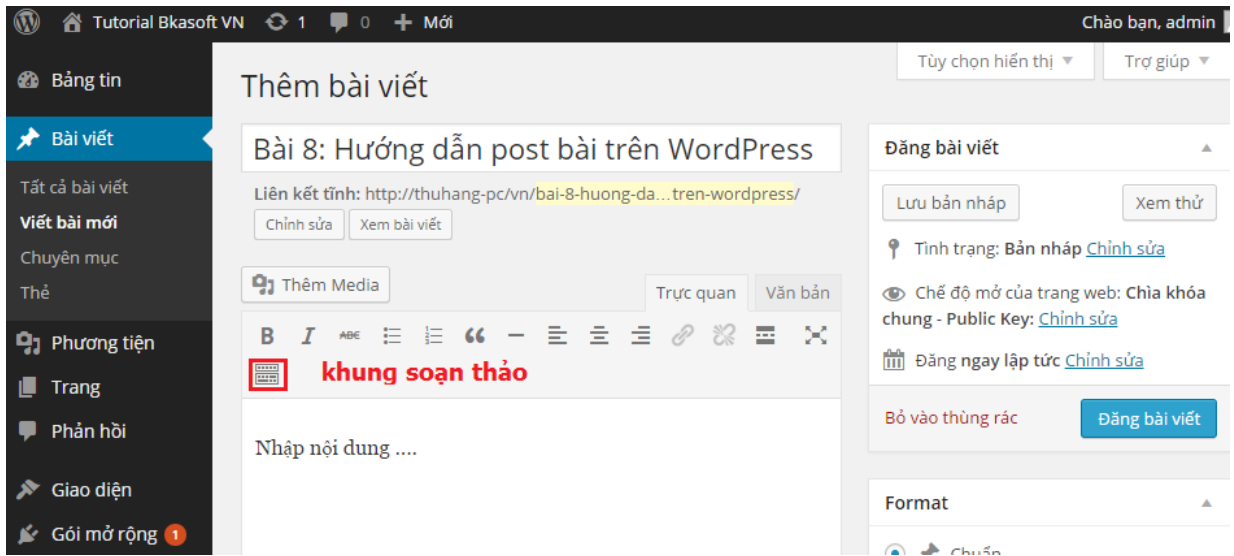 Tutorial Bkasoft VN 1 0 + Mới Chào bạn, admin
Bảng tin
Bài viết
Tất cả bài viết
Viết bài mới
Chuyên mục
Thẻ
Phương tiện
Trang
Phản hồi
Giao diện
Gói mở rộng 1
Tùy chọn hiển thị Trợ giúp
Thêm bài viết
Bài 8: Hướng dẫn post bài trên WordPress
Liên kết tĩnh: http://thuhang-pc/vn/bai-8-huong-da...tren-wordpress/
Chỉnh sửa Xem bài viết
Thêm Media
Trực quan Văn bản
B I ABC
khung soạn thảo
Nhập nội dung ....
Đăng bài viết
Lưu bản nháp Xem thử
Tình trạng: Bản nháp Chỉnh sửa
Chế độ mở của trang web: Chìa khóa
chung - Public Key: Chỉnh sửa
Đăng ngay lập tức Chỉnh sửa
Bỏ vào thùng rác Đăng bài viết
Format
Chuẩn